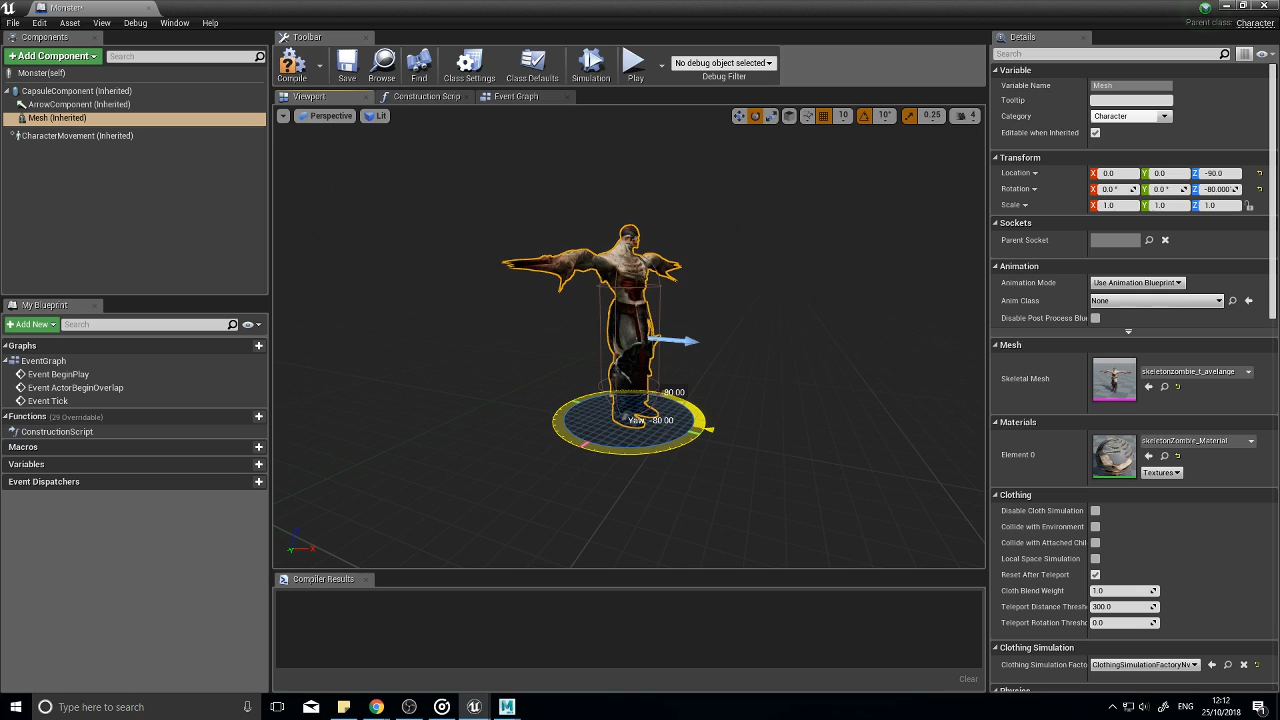 Monster*
File Edit Asset View Debug Window Help
Parent class: Character
Components
+ Add Component
Search
Monster(self)
CapsuleComponent (Inherited)
ArrowComponent (Inherited)
Mesh (Inherited)
CharacterMovement (Inherited)
My Blueprint
+ Add New
Search
Graphs
EventGraph
Event BeginPlay
Event ActorBeginOverlap
Event Tick
Functions (29 Overridable)
ConstructionScript
Macros
Variables
Event Dispatchers
Toolbar
Compile Save Browse Find Class Settings Class Defaults Simulation Play
No debug object selected
Debug Filter
Viewport Construction Scrip Event Graph
Perspective Lit 10 10° 0.25 4
80 00
Yaw -80 00
X
Y
Compiler Results
Clear
Details
Search
Variable
Variable Name Mesh
Tooltip
Category Character
Editable when Inherited
Transform
Location X 0.0 Y 0.0 Z -90.0
Rotation X 0.0 ° Y 0.0 ° Z -80.000°
Scale X 1.0 Y 1.0 Z 1.0
Sockets
Parent Socket
Animation
Animation Mode Use Animation Blueprint
Anim Class None
Disable Post Process Blue
Mesh
Skeletal Mesh skeletonzombie_t_avelange
Materials
Element 0 skeletonZombie_Material
Textures
Clothing
Disable Cloth Simulation
Collide with Environment
Collide with Attached Chil
Local Space Simulation
Reset After Teleport
Cloth Blend Weight 1.0
Teleport Distance Thresh 300.0
Teleport Rotation Thresho 0.0
Clothing Simulation
Clothing Simulation Facto ClothingSimulationFactoryNv
Physics
Type here to search
ENG
12:12
25/10/2018